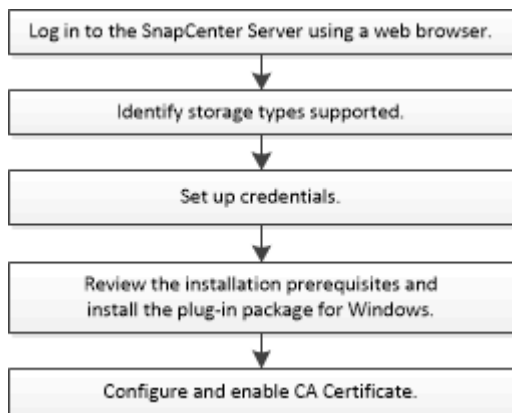 Log in to the SnapCenter Server using a web browser.
Identify storage types supported.
Set up credentials.
Review the installation prerequisites and
install the plug-in package for Windows.
Configure and enable CA Certificate.